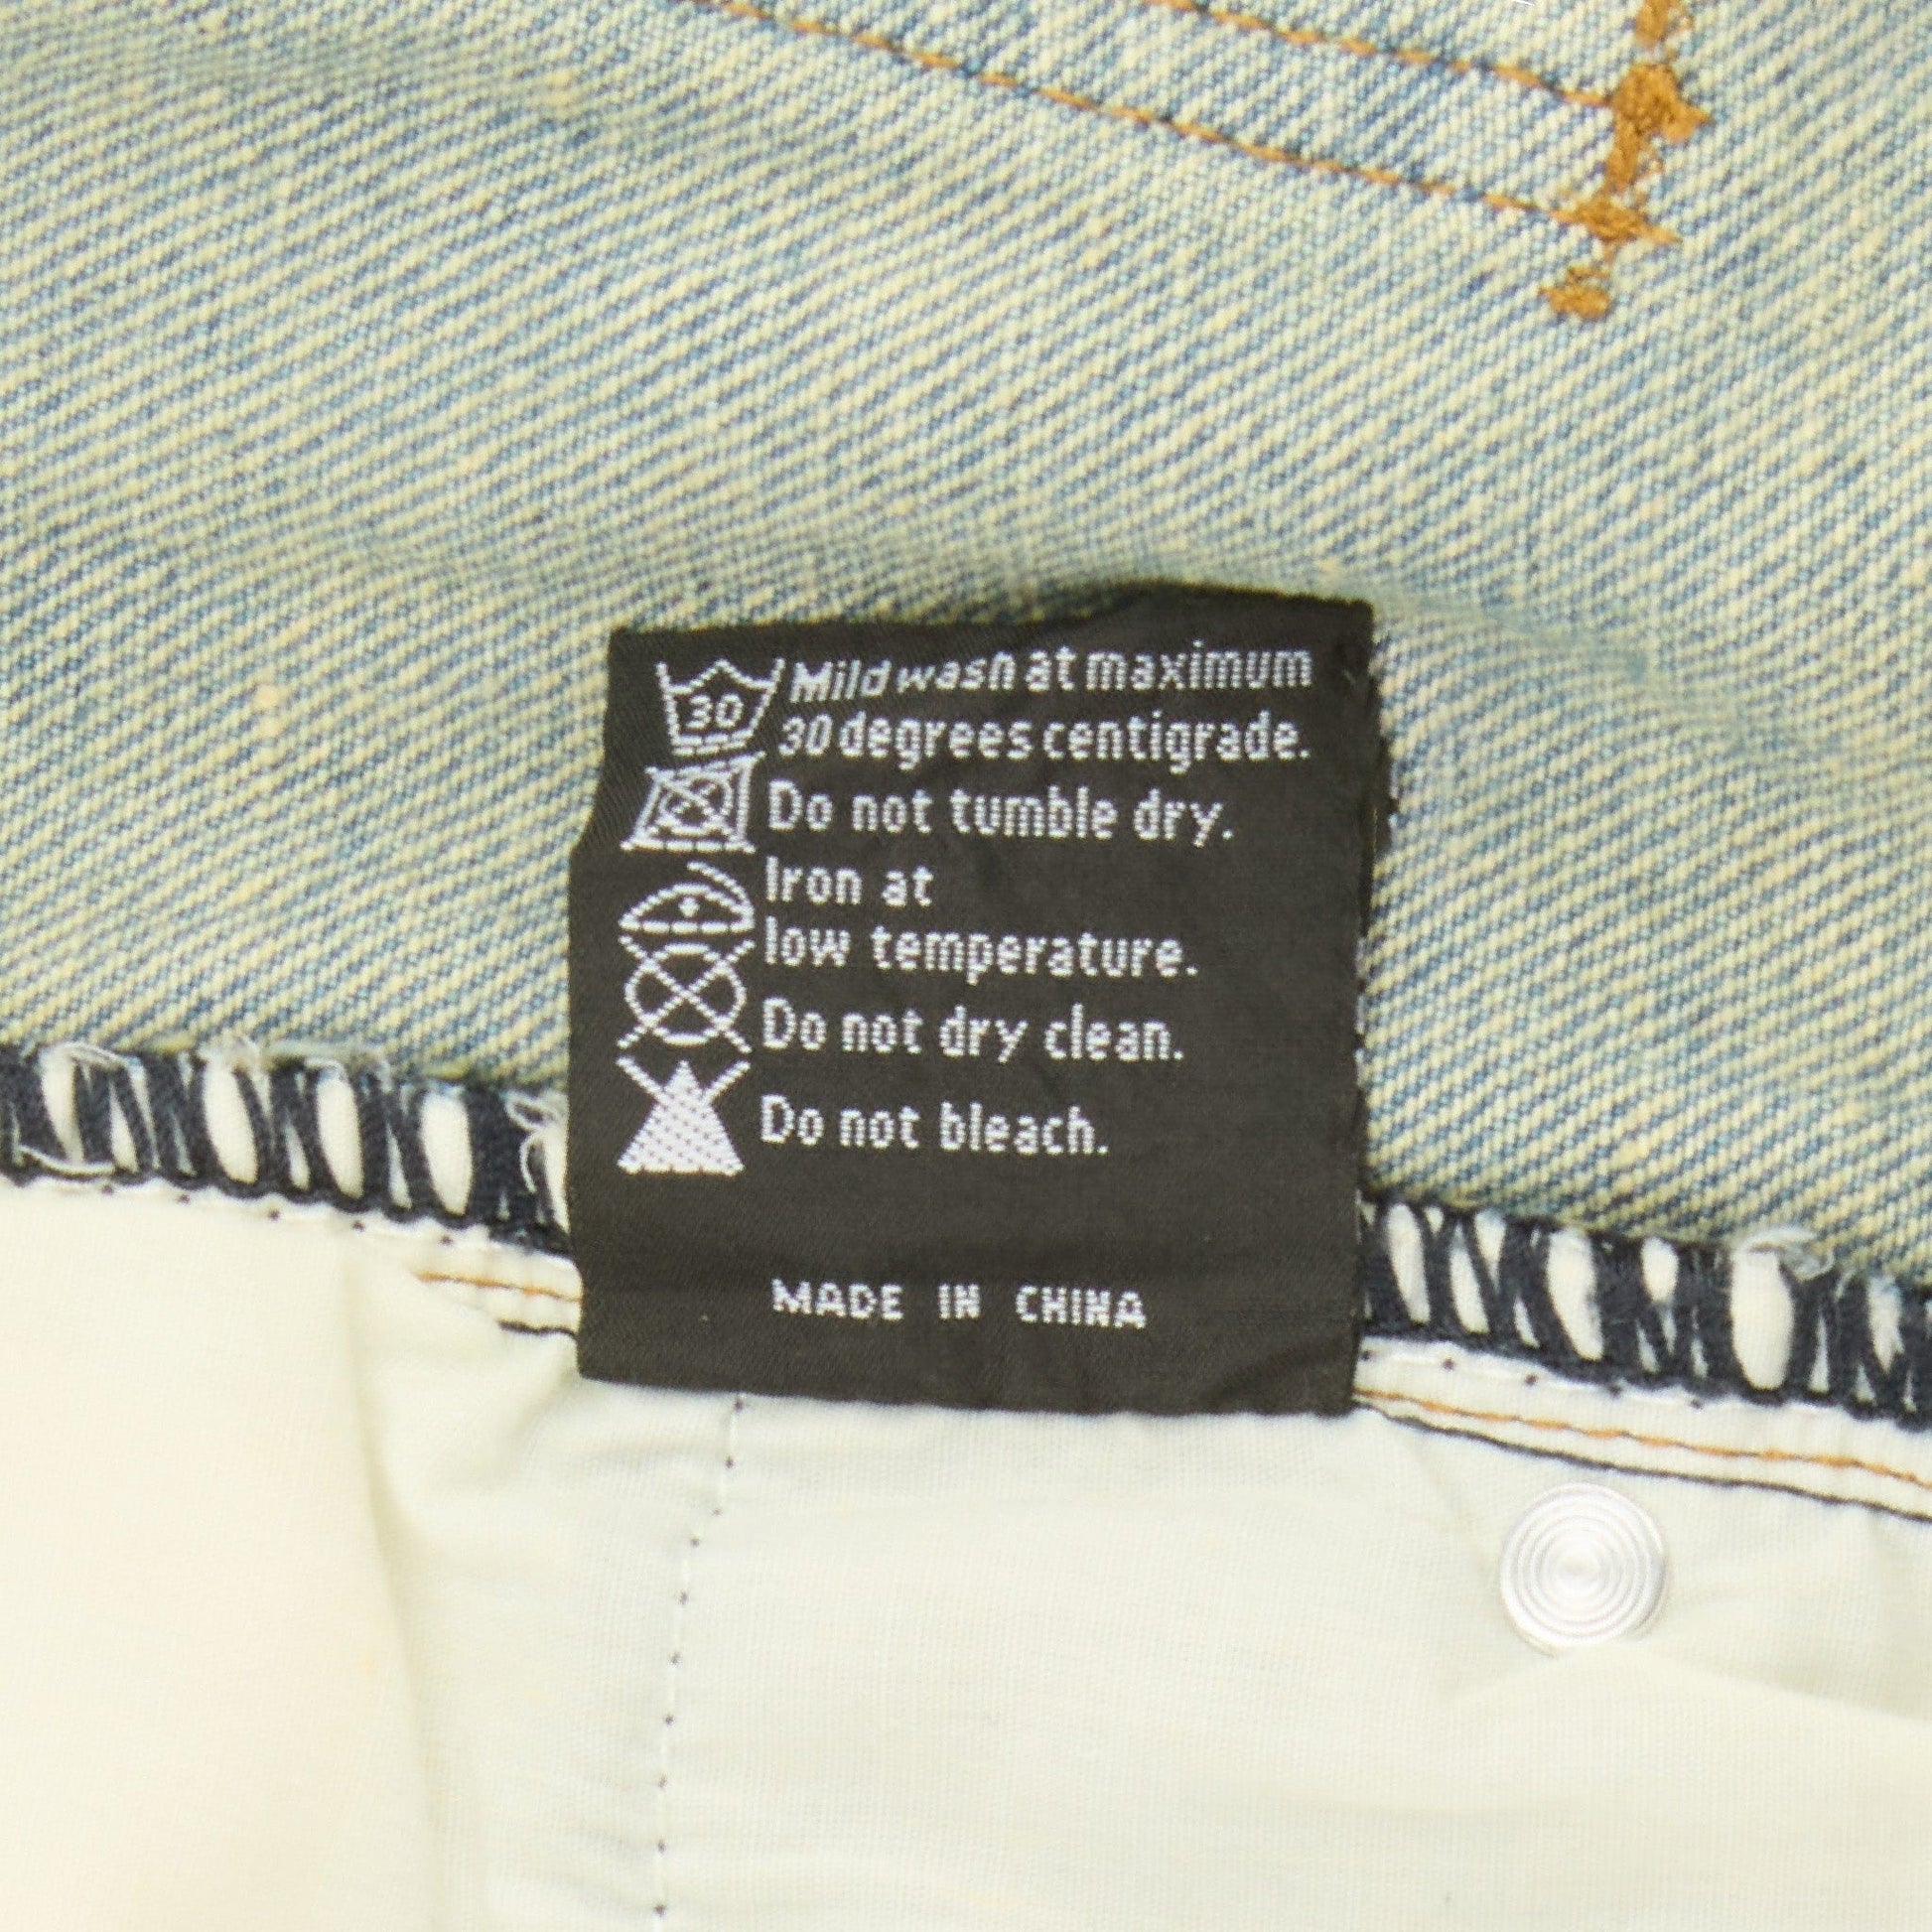 30 Mild wash at maximum
30 degrees centigrade.
Do not tumble dry.
Iron at
low temperature.
Do not dry clean.
Do not bleach.
MADE IN CHINA